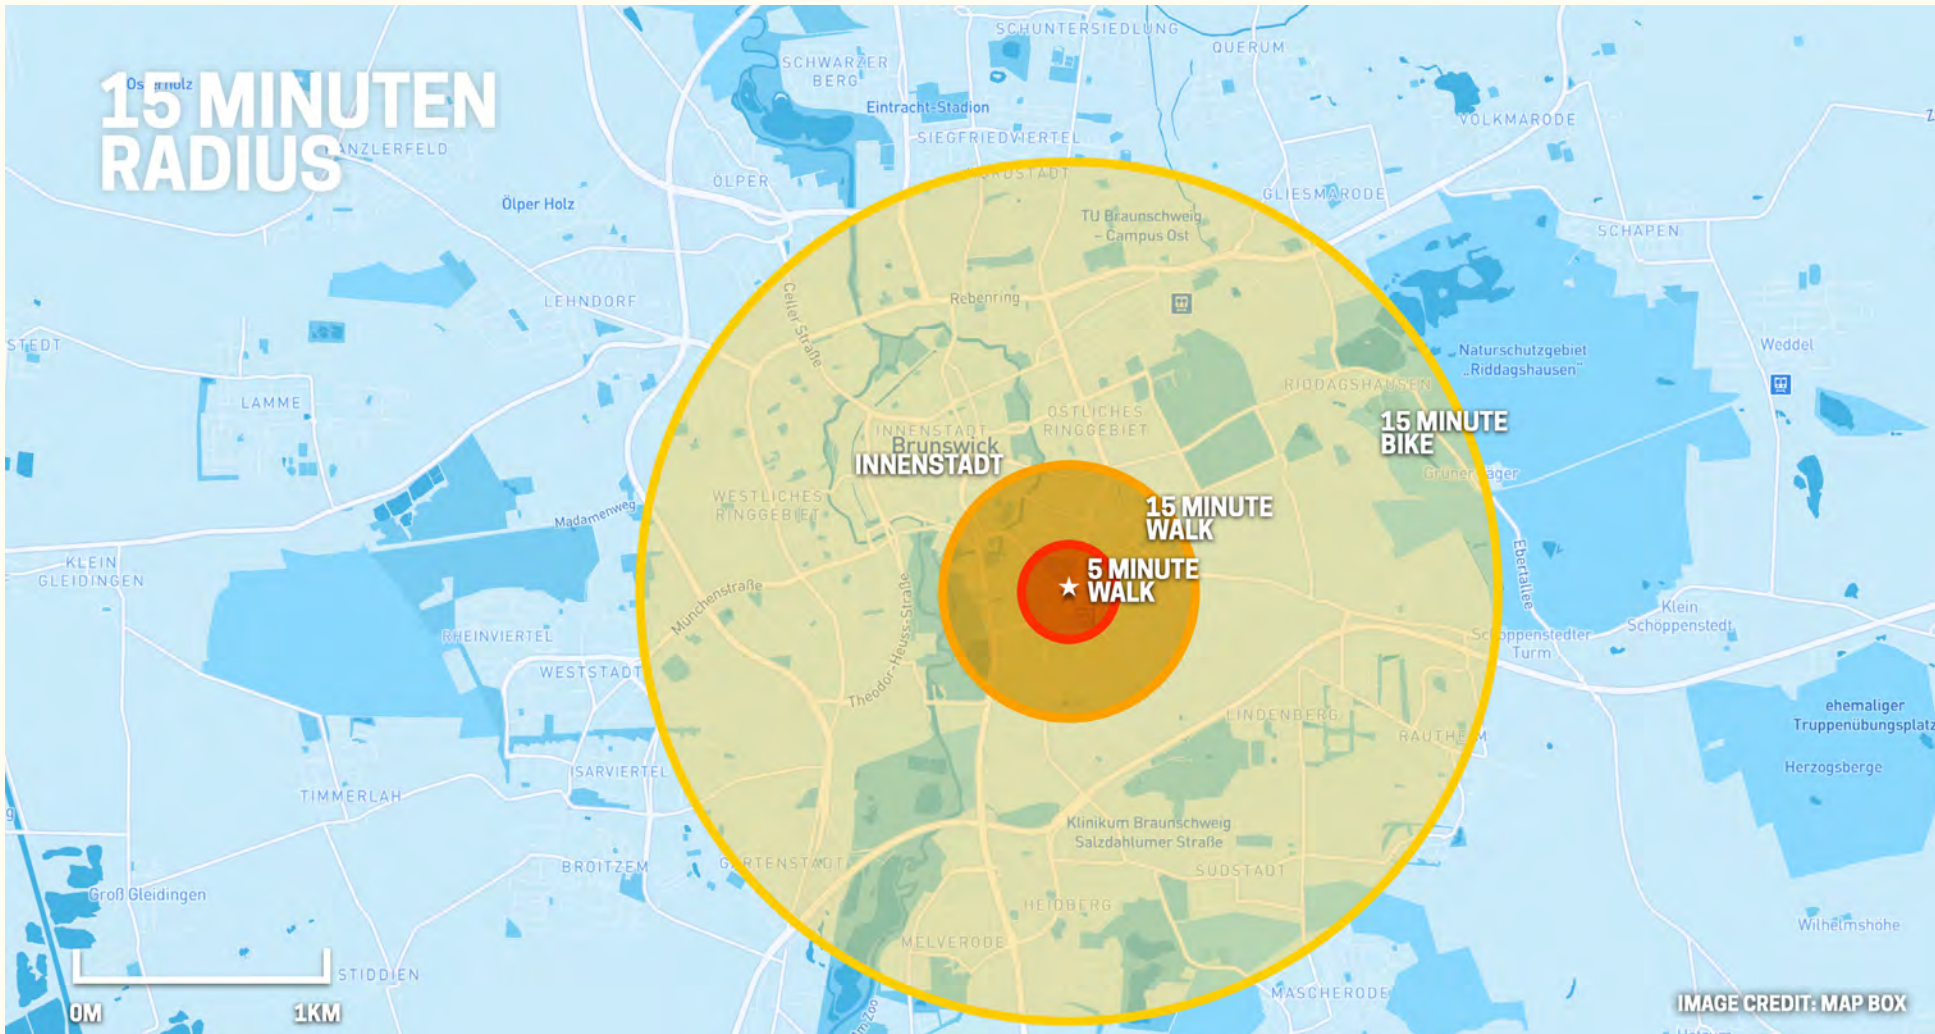 15 MINUTEN
RADIUS
SCHUNTERSIEDLUNG
QUERUM
SCHWARZER
BERG
Eintracht-Stadion
SIEGFRIEDVIERTEL
VOLKMARODE
ÖLPER
Ölper Holz
NORDSTADT
GLIESMARODE
TU Braunschweig
– Campus Ost
SCHAPEN
LEHNDORF
Celler Straße
Rebenring
Weddel
Naturschutzgebiet
„Riddagshausen“
RIDDAGSHAUSEN
LAMME
ÖSTLICHES
RINGGEBIET
INNENSTADT
Brunswick
INNENSTADT
15 MINUTE
BIKE
WESTLICHES
RINGGEBIET
Madamenweg
15 MINUTE
WALK
KLEIN
GLEIDINGEN
5 MINUTE
WALK
Ebertallee
Münchenstraße
Theodor-Heuss-Straße
Klein
Schöppenstedt
Schöppenstedter
Turm
RHEINVIERTEL
WESTSTADT
LINDENBERG
RAUTHEIM
ehemaliger
Truppenübungsplatz
Herzogsberge
ISARVIERTEL
TIMMERLAH
Klinikum Braunschweig
Salzdahlumer Straße
BROITZEM
GARTENSTADT
SÜDSTADT
HEIDBERG
Groß Gleidingen
Wilhelmshöhe
MELVERODE
STIDDIEN
MASCHERODE
0M
1KM
IMAGE CREDIT: MAP BOX